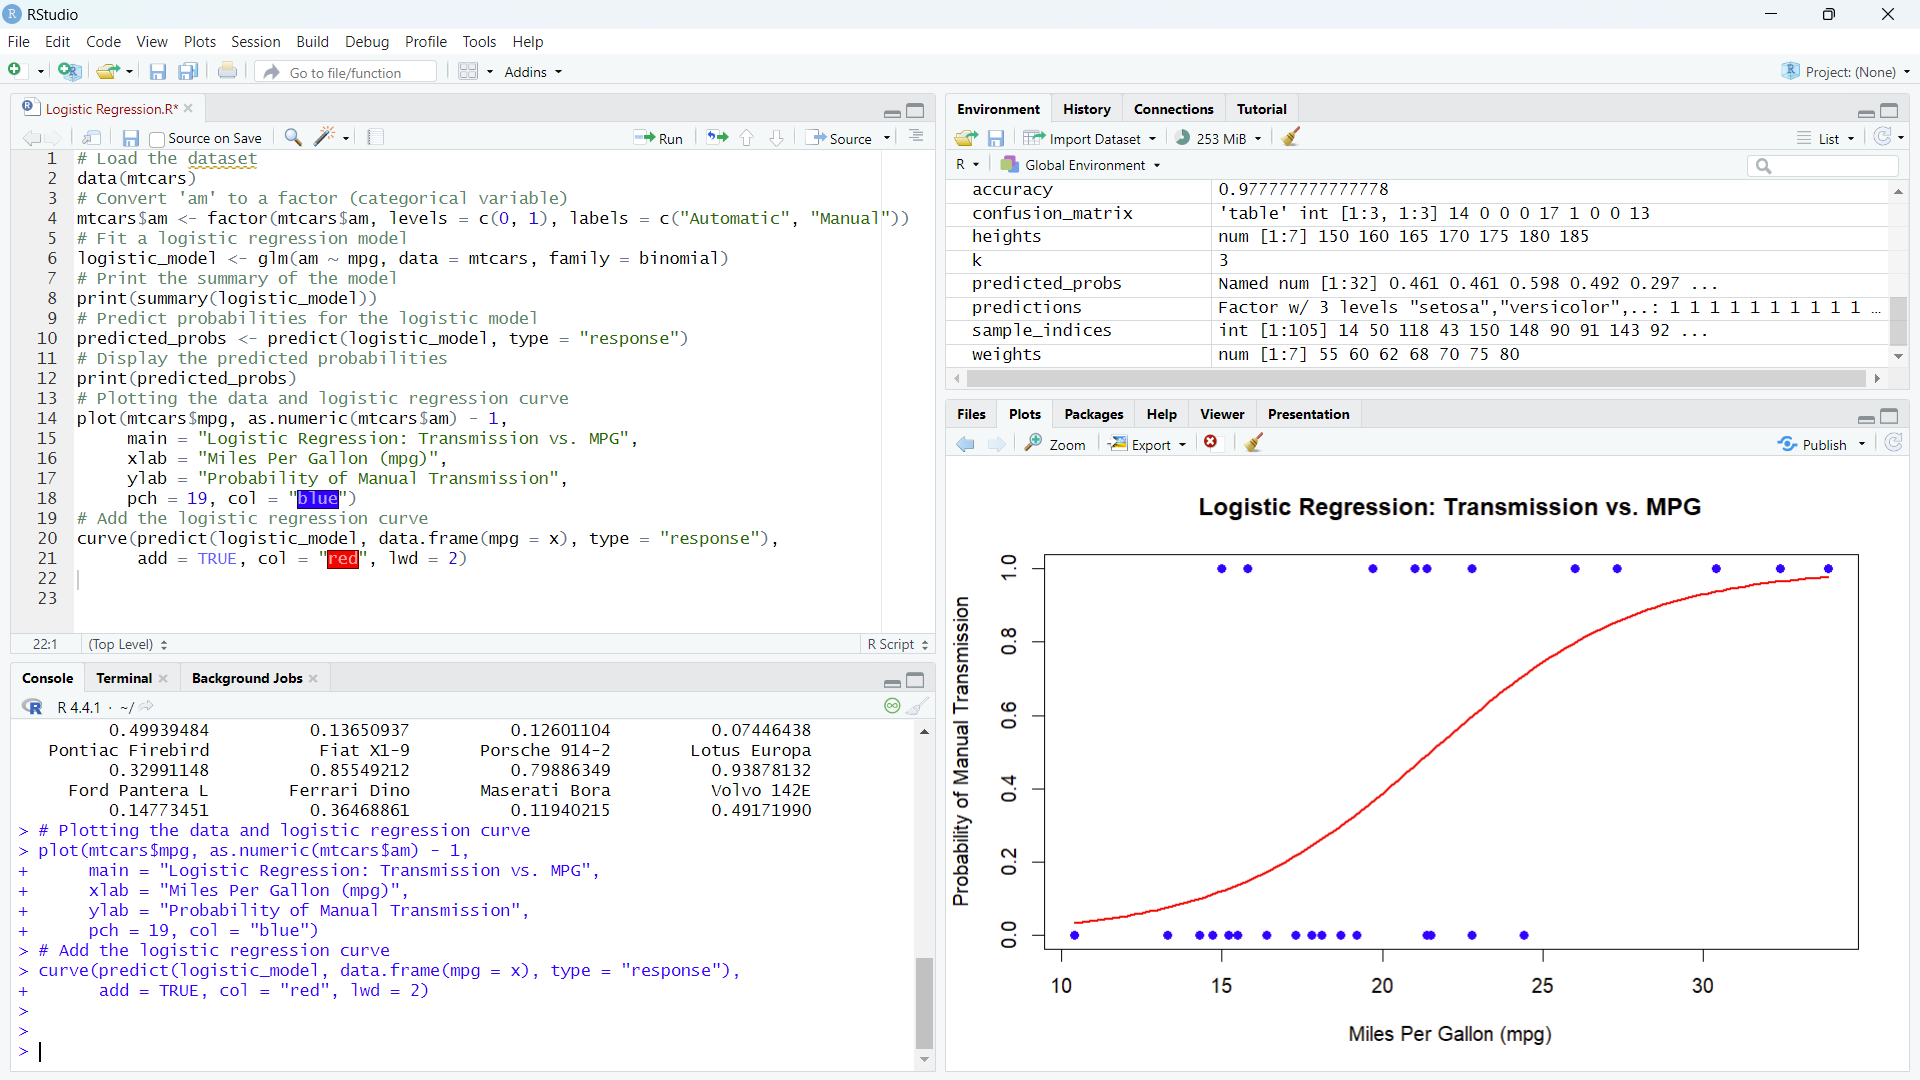 RStudio
File Edit Code View Plots Session Build Debug Profile Tools Help
Go to file/function Addins Project: (None)
Logistic Regression.R*
Source on Save Run Source
1 # Load the dataset
2 data(mtcars)
3 # Convert 'am' to a factor (categorical variable)
4 mtcars$am <- factor(mtcars$am, levels = c(0, 1), labels = c("Automatic", "Manual"))
5 # Fit a logistic regression model
6 logistic_model <- glm(am ~ mpg, data = mtcars, family = binomial)
7 # Print the summary of the model
8 print(summary(logistic_model))
9 # Predict probabilities for the logistic model
10 predicted_probs <- predict(logistic_model, type = "response")
11 # Display the predicted probabilities
12 print(predicted_probs)
13 # Plotting the data and logistic regression curve
14 plot(mtcars$mpg, as.numeric(mtcars$am) - 1,
15 main = "Logistic Regression: Transmission vs. MPG",
16 xlab = "Miles Per Gallon (mpg)",
17 ylab = "Probability of Manual Transmission",
18 pch = 19, col = "blue")
19 # Add the logistic regression curve
20 curve(predict(logistic_model, data.frame(mpg = x), type = "response"),
21 add = TRUE, col = "red", lwd = 2)
22
23
22:1 (Top Level) R Script
Console Terminal Background Jobs
R 4.4.1 · ~/
0.49939484 0.13650937 0.12601104 0.07446438
Pontiac Firebird Fiat X1-9 Porsche 914-2 Lotus Europa
0.32991148 0.85549212 0.79886349 0.93878132
Ford Pantera L Ferrari Dino Maserati Bora Volvo 142E
0.14773451 0.36468861 0.11940215 0.49171990
> # Plotting the data and logistic regression curve
> plot(mtcars$mpg, as.numeric(mtcars$am) - 1,
+ main = "Logistic Regression: Transmission vs. MPG",
+ xlab = "Miles Per Gallon (mpg)",
+ ylab = "Probability of Manual Transmission",
+ pch = 19, col = "blue")
> # Add the logistic regression curve
> curve(predict(logistic_model, data.frame(mpg = x), type = "response"),
+ add = TRUE, col = "red", lwd = 2)
>
>
>
Environment History Connections Tutorial
Import Dataset 253 MiB List
R Global Environment
accuracy 0.977777777777778
confusion_matrix 'table' int [1:3, 1:3] 14 0 0 0 17 1 0 0 13
heights num [1:7] 150 160 165 170 175 180 185
k 3
predicted_probs Named num [1:32] 0.461 0.461 0.598 0.492 0.297 ...
predictions Factor w/ 3 levels "setosa","versicolor",..: 1 1 1 1 1 1 1 1 1 1 ...
sample_indices int [1:105] 14 50 118 43 150 148 90 91 143 92 ...
weights num [1:7] 55 60 62 68 70 75 80
Files Plots Packages Help Viewer Presentation
Zoom Export Publish
Logistic Regression: Transmission vs. MPG
Probability of Manual Transmission
1.0
0.8
0.6
0.4
0.2
0.0
10 15 20 25 30
Miles Per Gallon (mpg)